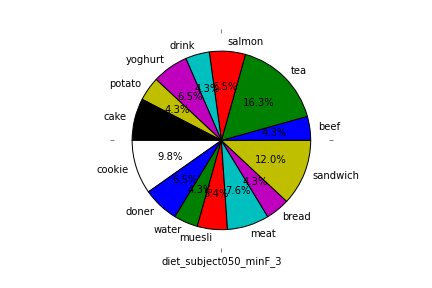 salmon
drink
tea
yoghurt
4.3%
6.5%
6.5%
potato
16.3%
4.3%
cake
beef
4.3%
9.8%
12.0%
cookie
sandwich
6.5%
4.3%
4.3%
5.4%
7.6%
doner
bread
water
meat
muesli
diet_subject050_minF_3